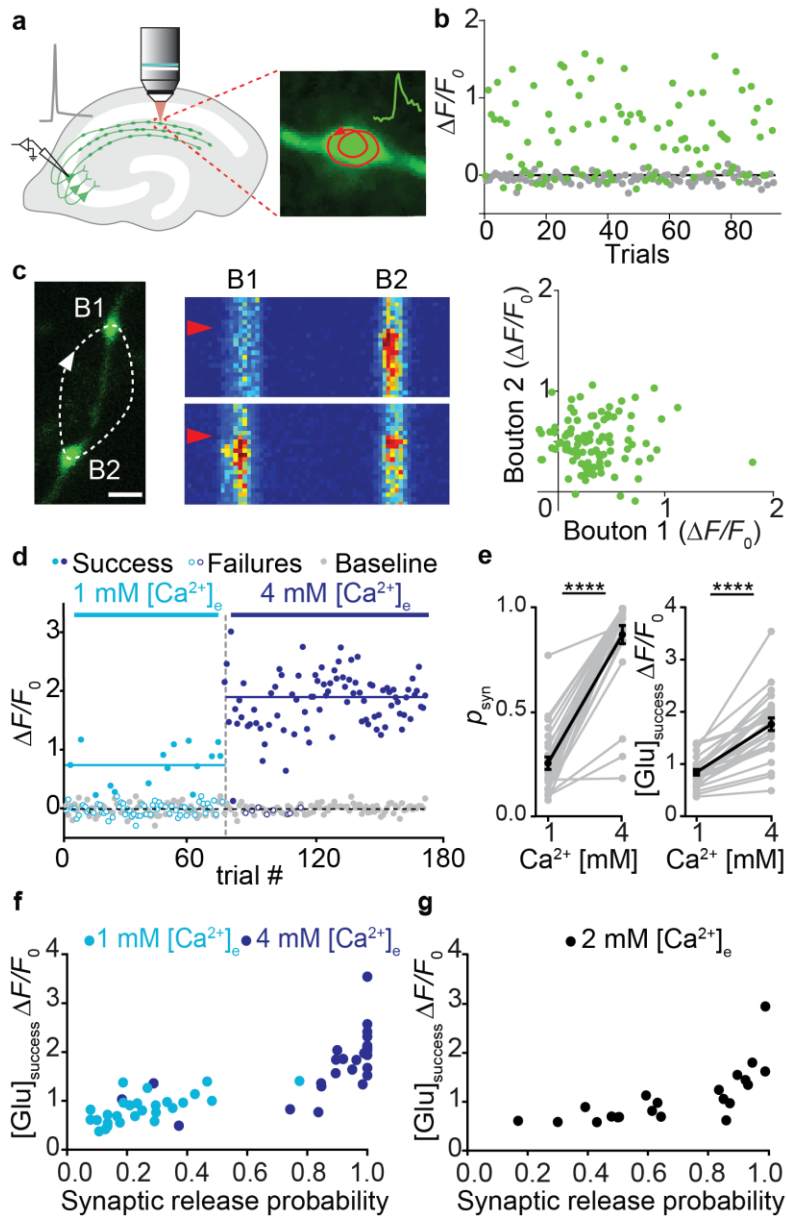 a
b
ΔF/F0
2
1
0
0 20 40 60 80
Trials
c
B1
B2
B1 B2
Bouton 2 (ΔF/F0)
2
1
0
0 1 2
Bouton 1 (ΔF/F0)
d
Success Failures Baseline
1 mM [Ca2+]e 4 mM [Ca2+]e
ΔF/F0
3
2
1
0
0 60 120 180
trial #
e
**** ****
psyn
1.0
0.5
0.0
1 4
Ca2+ [mM]
[Glu]success ΔF/F0
4
3
2
1
0
1 4
Ca2+ [mM]
f
1 mM [Ca2+]e 4 mM [Ca2+]e
[Glu]success ΔF/F0
4
3
2
1
0
0.0 0.2 0.4 0.6 0.8 1.0
Synaptic release probability
g
2 mM [Ca2+]e
[Glu]success ΔF/F0
4
3
2
1
0
0.0 0.2 0.4 0.6 0.8 1.0
Synaptic release probability